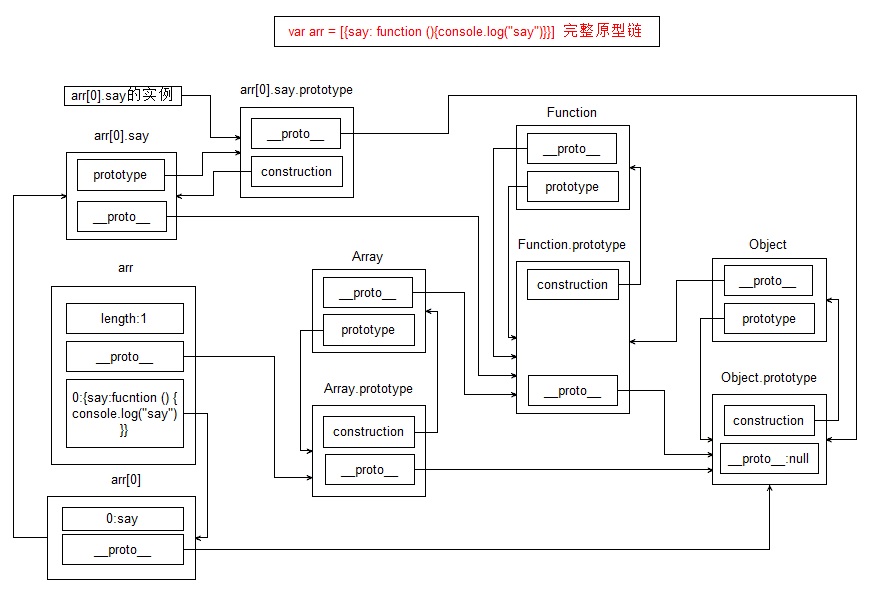 var arr = [{say: function (){console.log("say")}}] 完整原型链
arr[0].say的实例
arr[0].say.prototype
__proto__
construction
arr[0].say
prototype
__proto__
Function
__proto__
prototype
Function.prototype
construction
__proto__
arr
length:1
__proto__
0:{say:fucntion () {
console.log("say")
}}
Array
__proto__
prototype
Array.prototype
construction
__proto__
Object
__proto__
prototype
Object.prototype
construction
__proto__:null
arr[0]
0:say
__proto__